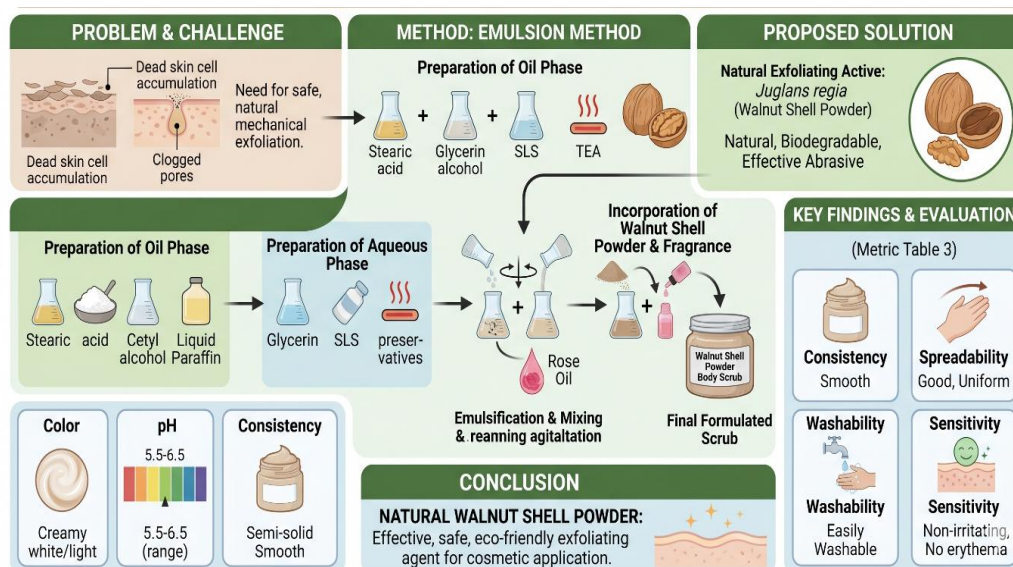 PROBLEM & CHALLENGE
Dead skin cell
accumulation
Need for safe,
natural
mechanical
exfoliation.
Dead skin cell
accumulation
Clogged
pores
METHOD: EMULSION METHOD
Preparation of Oil Phase
+ + +
Stearic
acid
Glycerin
alcohol
SLS
TEA
PROPOSED SOLUTION
Natural Exfoliating Active:
Juglans regia
(Walnut Shell Powder)
Natural, Biodegradable,
Effective Abrasive
Preparation of Oil Phase
Stearic
acid
Cetyl
alcohol
Liquid
Paraffin
Preparation of Aqueous
Phase
Glycerin
SLS
preser-
vatives
+
Rose
Oil
Emulsification & Mixing
& reanning agitaltation
Incorporation of
Walnut Shell
Powder & Fragrance
+
Walnut Shell
Powder
Body Scrub
Final Formulated
Scrub
KEY FINDINGS & EVALUATION
(Metric Table 3)
Consistency
Smooth
Spreadability
Good, Uniform
Washability
Washability
Easily
Washable
Sensitivity
Sensitivity
Non-irritating,
No erythema
Color
Creamy
white/light
pH
5.5-6.5
5.5-6.5
(range)
Consistency
Semi-solid
Smooth
CONCLUSION
NATURAL WALNUT SHELL POWDER:
Effective, safe, eco-friendly exfoliating
agent for cosmetic application.